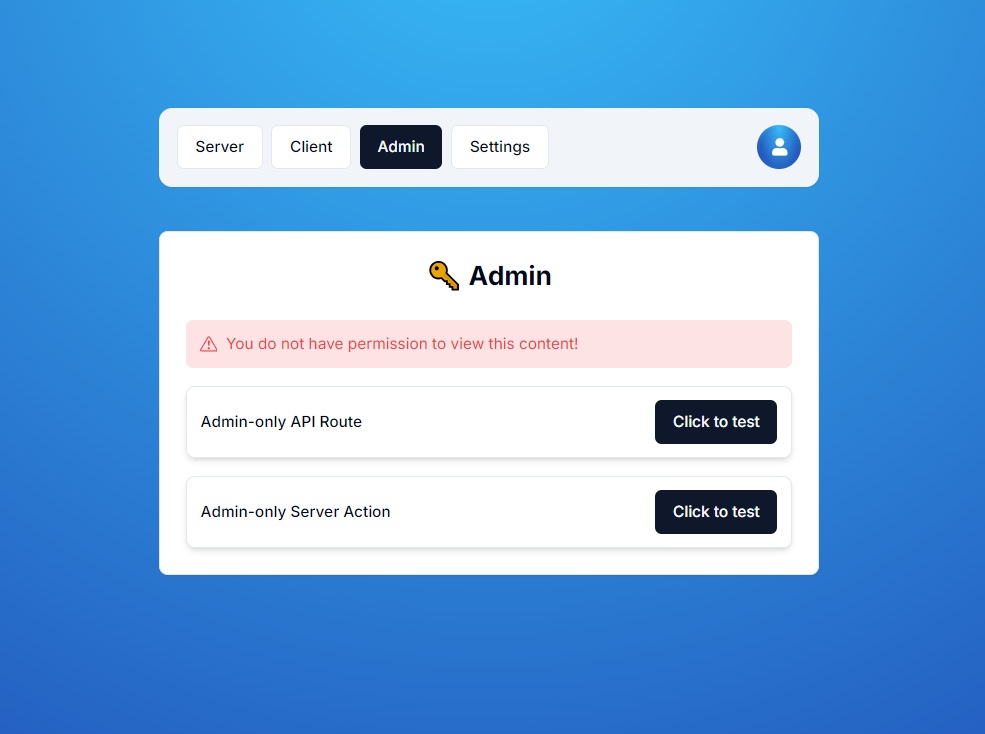 Server Client Admin Settings
Admin
You do not have permission to view this content!
Admin-only API Route Click to test
Admin-only Server Action Click to test